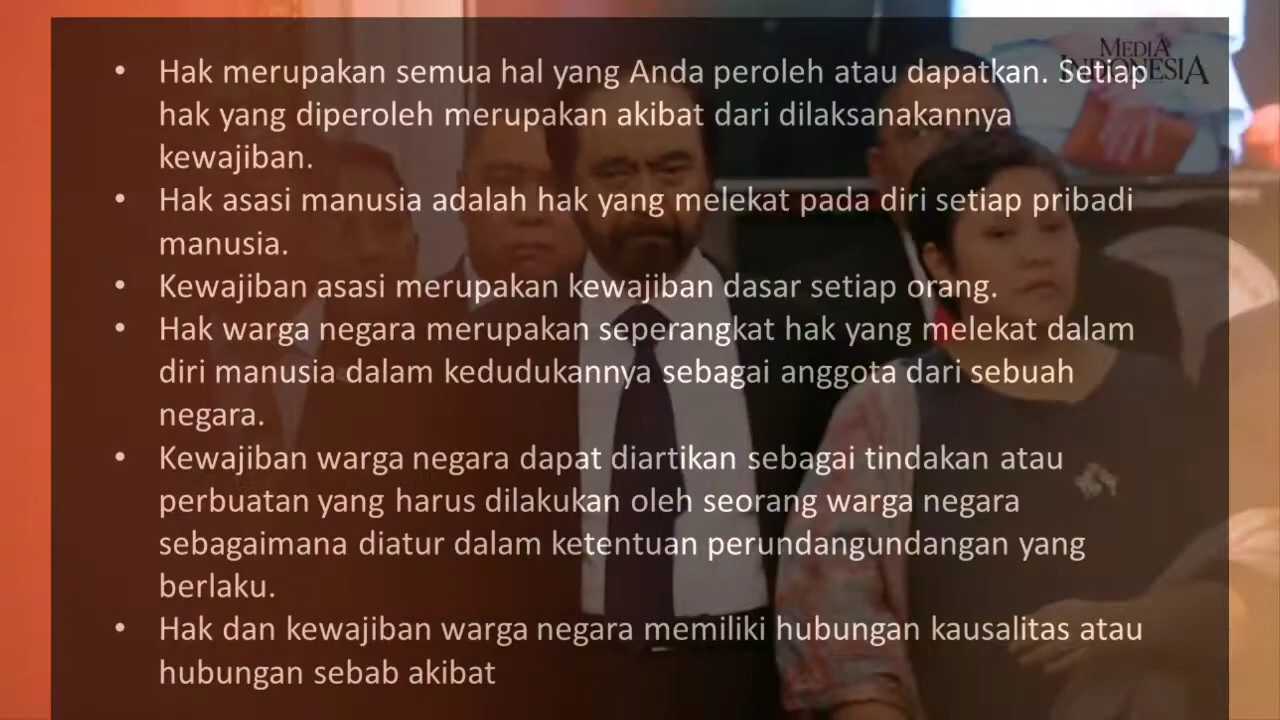 MEDIA
INDONESIA
• Hak merupakan semua hal yang Anda peroleh atau dapatkan. Setiap
hak yang diperoleh merupakan akibat dari dilaksanakannya
kewajiban.
• Hak asasi manusia adalah hak yang melekat pada diri setiap pribadi
manusia.
• Kewajiban asasi merupakan kewajiban dasar setiap orang.
• Hak warga negara merupakan seperangkat hak yang melekat dalam
diri manusia dalam kedudukannya sebagai anggota dari sebuah
negara.
• Kewajiban warga negara dapat diartikan sebagai tindakan atau
perbuatan yang harus dilakukan oleh seorang warga negara
sebagaimana diatur dalam ketentuan perundangundangan yang
berlaku.
• Hak dan kewajiban warga negara memiliki hubungan kausalitas atau
hubungan sebab akibat